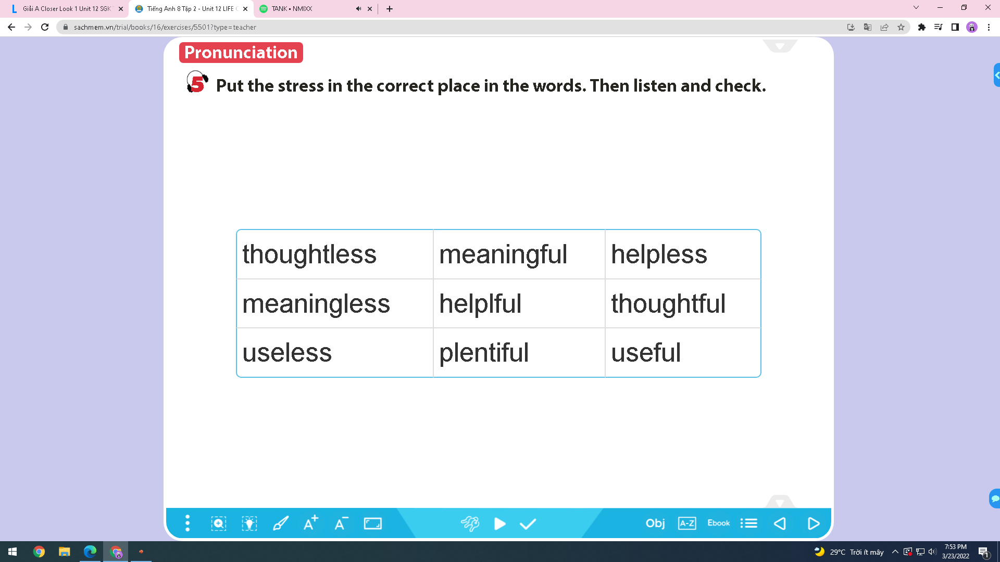 Giải A Closer Look 1 Unit 12 SGK
Tiếng Anh 8 Tập 2 - Unit 12 LIFE
TANK • NMIXX
sachmem.vn/trial/books/16/exercises/5501?type=teacher
Pronunciation
5 Put the stress in the correct place in the words. Then listen and check.
thoughtless meaningful helpless
meaningless helplful thoughtful
useless plentiful useful
A+ A- Obj A-Z Ebook
29°C Trời ít mây
7:53 PM
3/23/2022
1